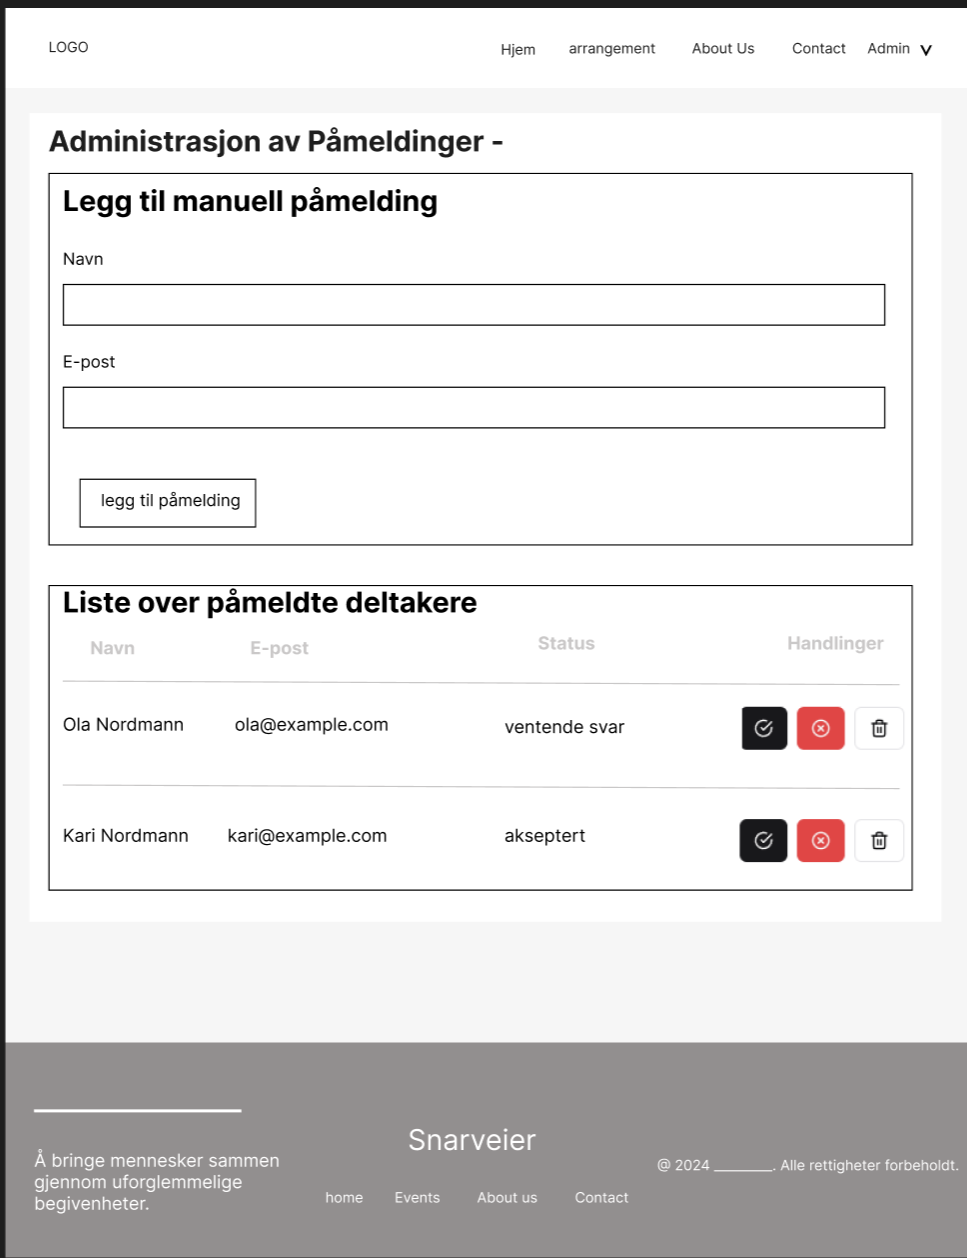 LOGO
Hjem arrangement About Us Contact Admin
Administrasjon av Påmeldinger -
Legg til manuell påmelding
Navn
E-post
legg til påmelding
Liste over påmeldte deltakere
Navn E-post Status Handlinger
Ola Nordmann ola@example.com ventende svar
Kari Nordmann kari@example.com akseptert
Å bringe mennesker sammen
gjennom uforglemmelige
begivenheter.
Snarveier
home Events About us Contact
@ 2024 ________. Alle rettigheter forbeholdt.